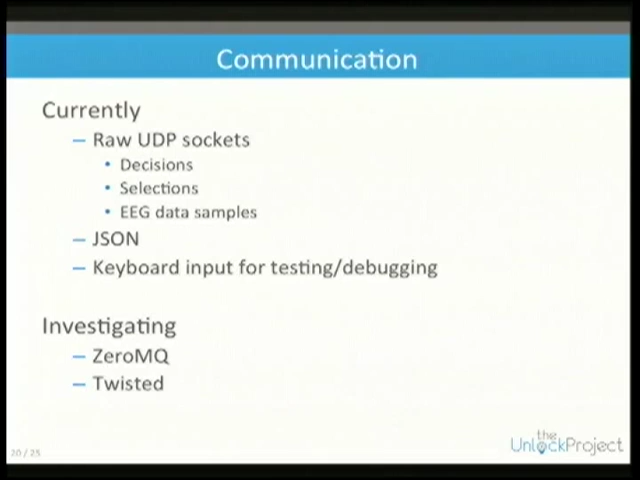 Communication
Currently
– Raw UDP sockets
• Decisions
• Selections
• EEG data samples
– JSON
– Keyboard input for testing/debugging
Investigating
– ZeroMQ
– Twisted
20 / 25
the
UnlockProject